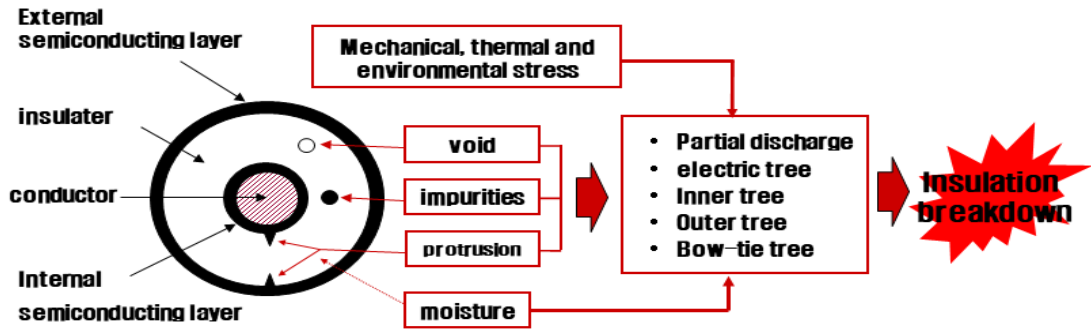 External
semiconducting layer
insulater
conductor
Internal
semiconducting layer
Mechanical, thermal and
environmental stress
void
impurities
protrusion
moisture
• Partial discharge
• electric tree
• Inner tree
• Outer tree
• Bow-tie tree
Insulation
breakdown